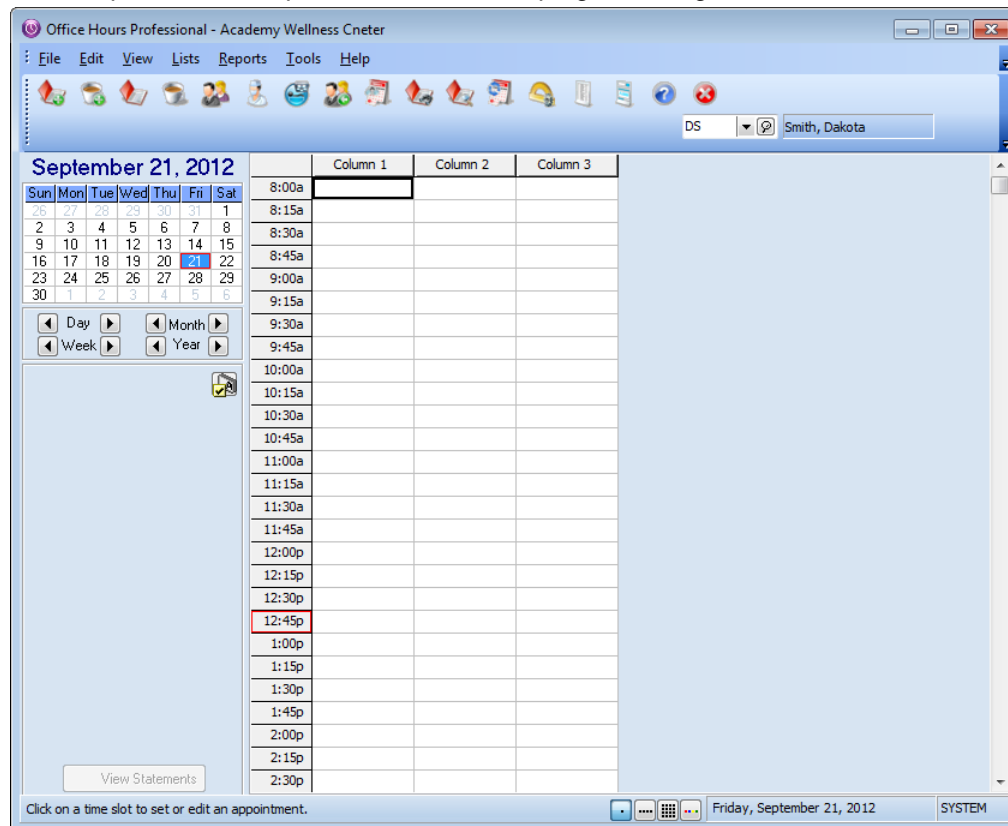 Office Hours Professional - Academy Wellness Cneter
File Edit View Lists Reports Tools Help
DS Smith, Dakota
September 21, 2012
Sun Mon Tue Wed Thu Fri Sat
26 27 28 29 30 31 1
2 3 4 5 6 7 8
9 10 11 12 13 14 15
16 17 18 19 20 21 22
23 24 25 26 27 28 29
30 1 2 3 4 5 6
Day Month
Week Year
View Statements
Column 1 Column 2 Column 3
8:00a
8:15a
8:30a
8:45a
9:00a
9:15a
9:30a
9:45a
10:00a
10:15a
10:30a
10:45a
11:00a
11:15a
11:30a
11:45a
12:00p
12:15p
12:30p
12:45p
1:00p
1:15p
1:30p
1:45p
2:00p
2:15p
2:30p
Click on a time slot to set or edit an appointment. Friday, September 21, 2012 SYSTEM